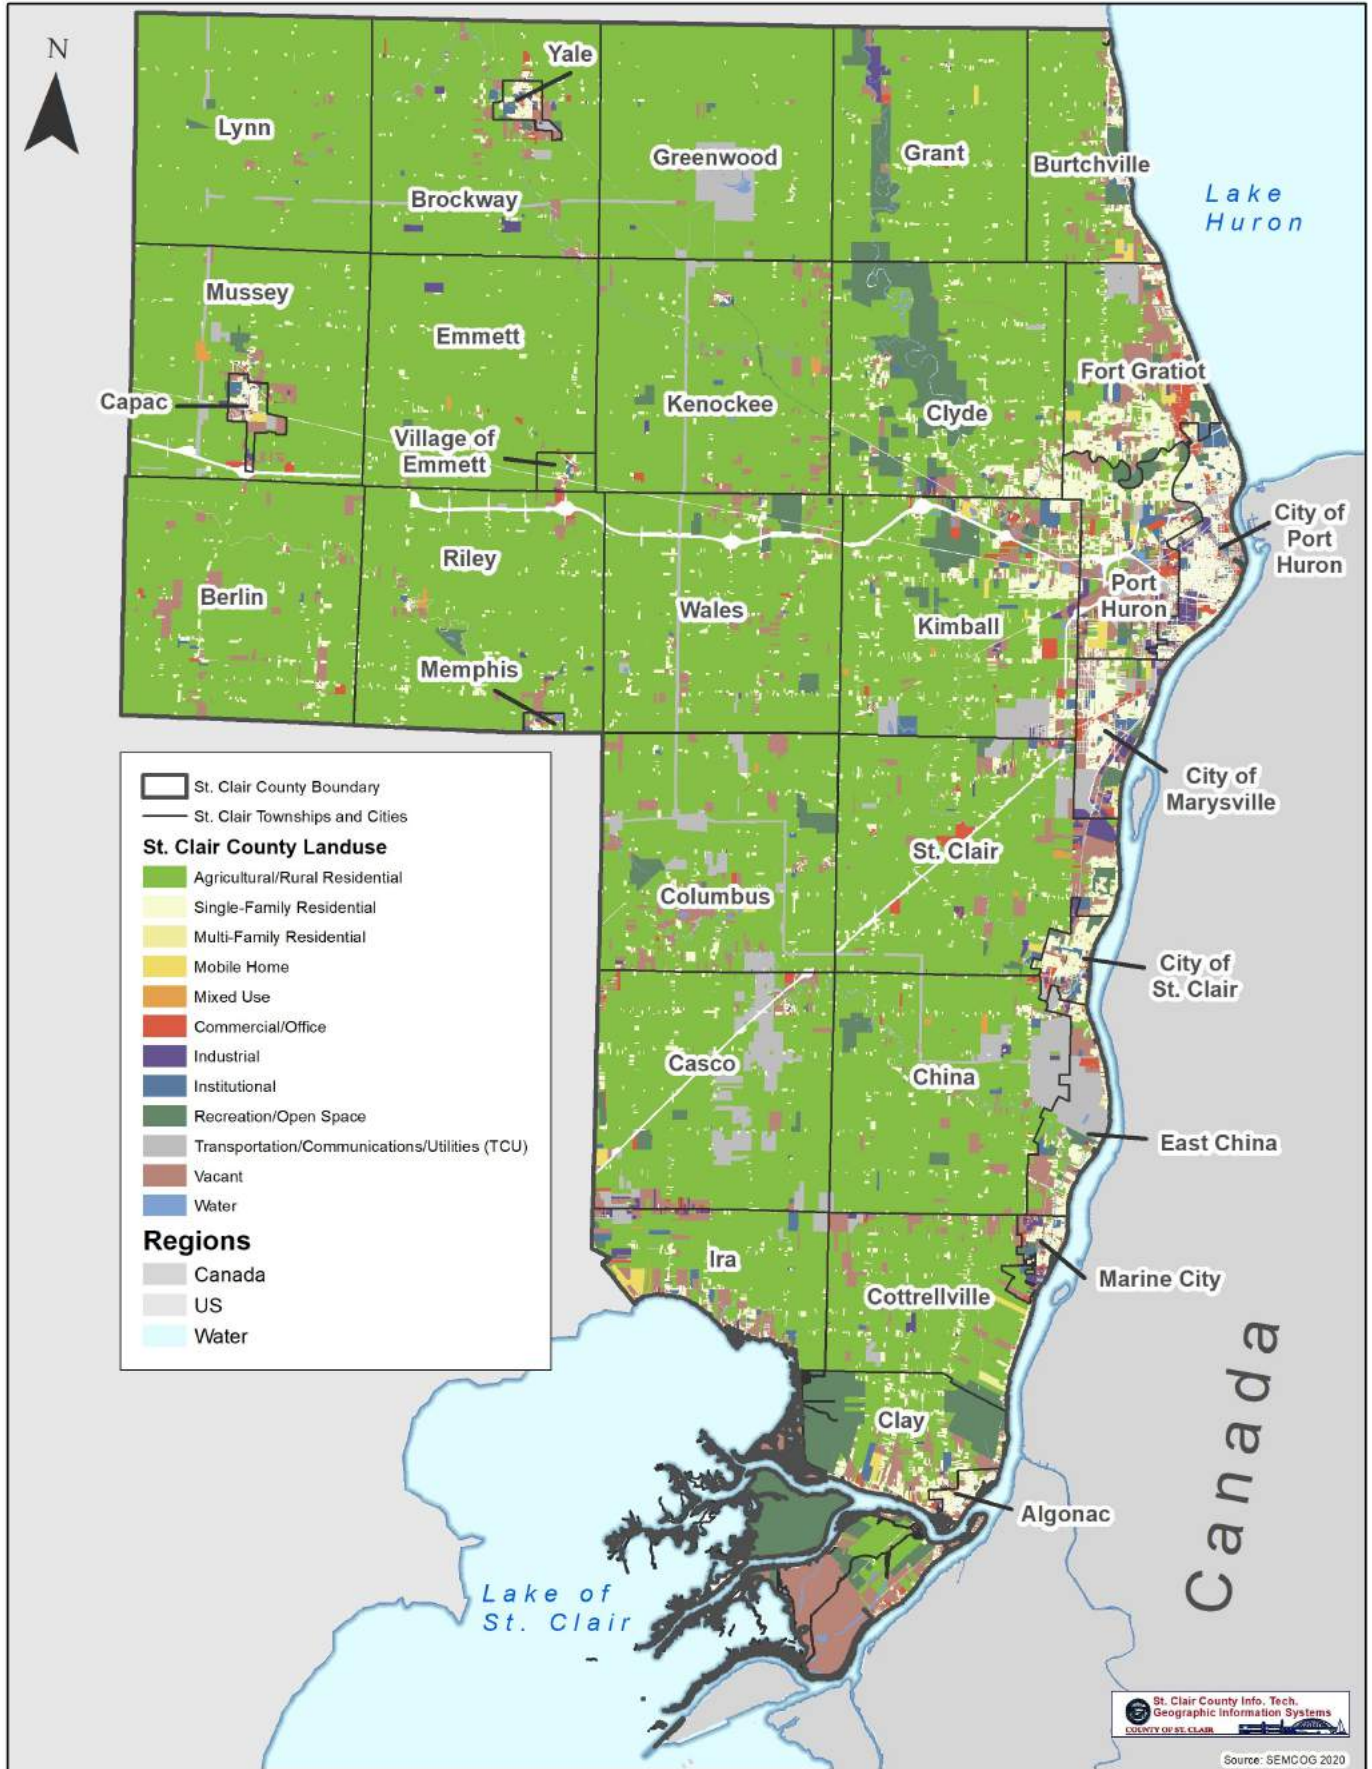 N
Yale
Lynn
Greenwood
Grant
Burtchville
Brockway
Lake
Huron
Mussey
Emmett
Fort Gratiot
Capac
Kenockee
Clyde
Village of
Emmett
City of
Port
Huron
Riley
Berlin
Wales
Kimball
Port
Huron
Memphis
City of
Marysville
St. Clair
Columbus
City of
St. Clair
Casco
China
East China
Ira
Cottrellville
Marine City
Clay
Algonac
Canada
Lake of
St. Clair
St. Clair County Boundary
St. Clair Townships and Cities
St. Clair County Landuse
Agricultural/Rural Residential
Single-Family Residential
Multi-Family Residential
Mobile Home
Mixed Use
Commercial/Office
Industrial
Institutional
Recreation/Open Space
Transportation/Communications/Utilities (TCU)
Vacant
Water
Regions
Canada
US
Water
St. Clair County Info. Tech.
Geographic Information Systems
COUNTY OF ST. CLAIR
Source: SEMCOG 2020